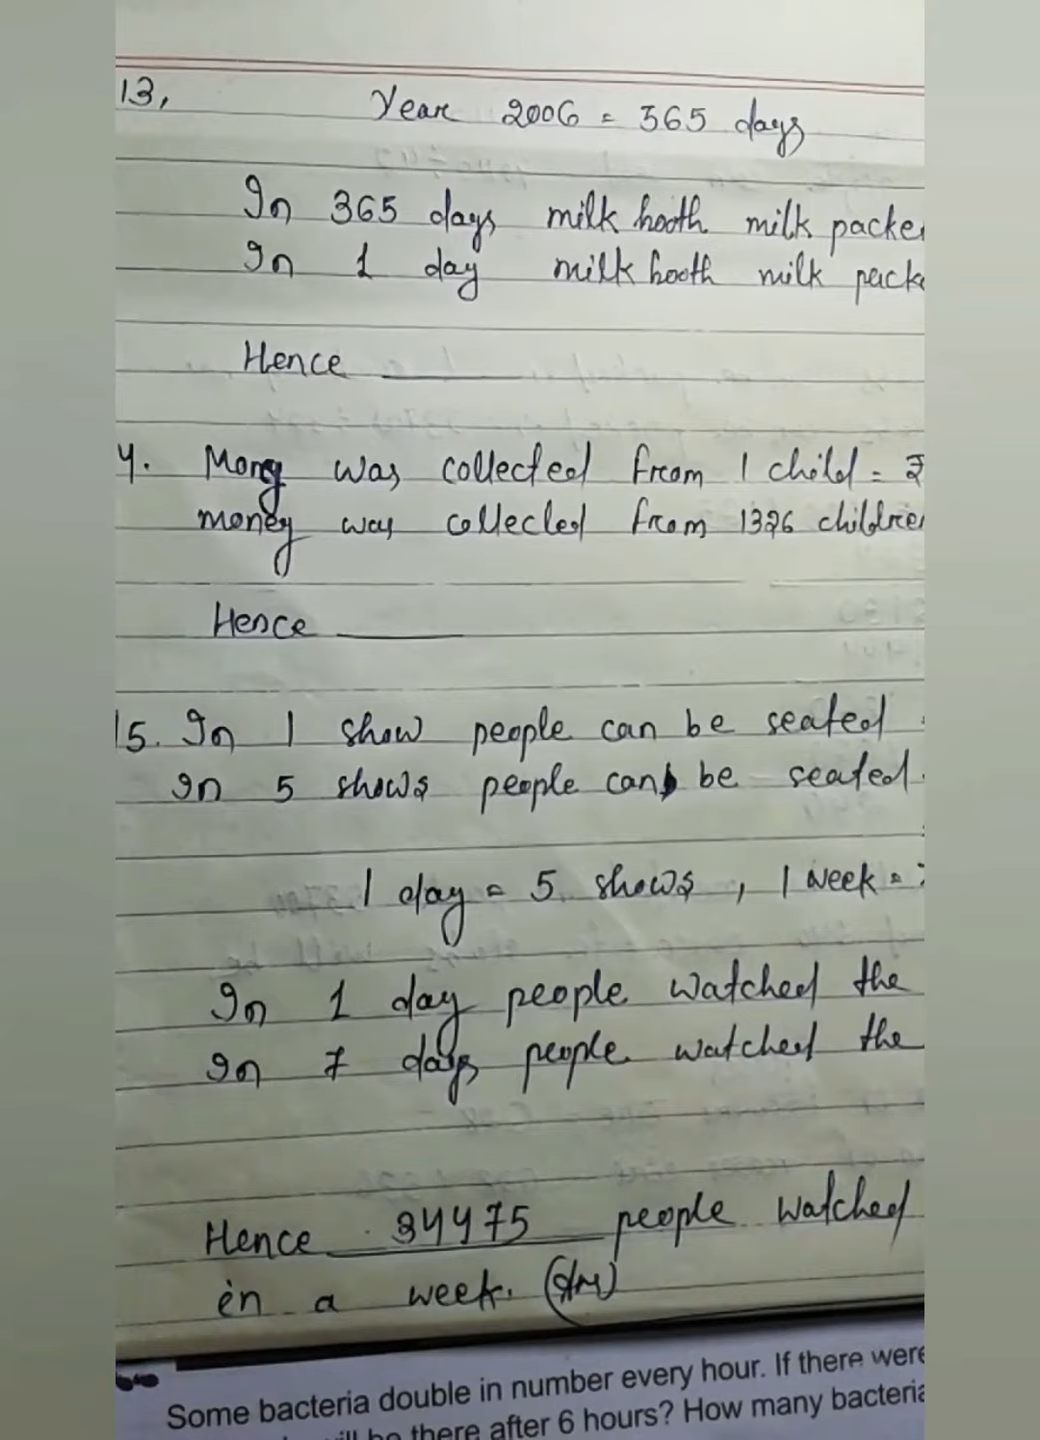 13,
Year 2006 = 365 days
In 365 days milk booth milk packe
In 1 day milk booth milk pack
Hence
4. Mony was collected from 1 child = ₹
money was collected from 1326 children
Hence
15. In 1 show people can be seated
In 5 shows people can be seated
1 day = 5 shows, 1 week =
In 1 day people watched the
In 7 days people watched the
Hence 34475 people watched
in a week. (Ans)
Some bacteria double in number every hour. If there were
will be there after 6 hours? How many bacteria